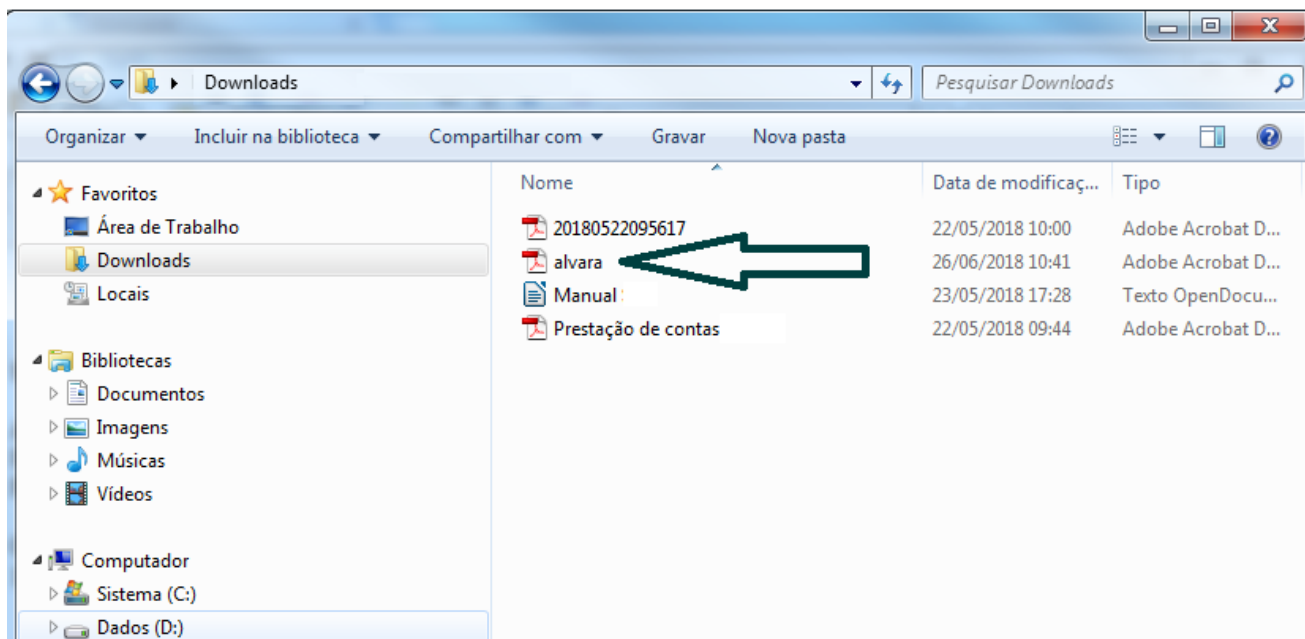 Downloads
Pesquisar Downloads
Organizar
Incluir na biblioteca
Compartilhar com
Gravar
Nova pasta
Favoritos
Área de Trabalho
Downloads
Locais
Bibliotecas
Documentos
Imagens
Músicas
Vídeos
Computador
Sistema (C:)
Dados (D:)
Nome Data de modificaç... Tipo
20180522095617 22/05/2018 10:00 Adobe Acrobat D...
alvara 26/06/2018 10:41 Adobe Acrobat D...
Manual 23/05/2018 17:28 Texto OpenDocu...
Prestação de contas 22/05/2018 09:44 Adobe Acrobat D...